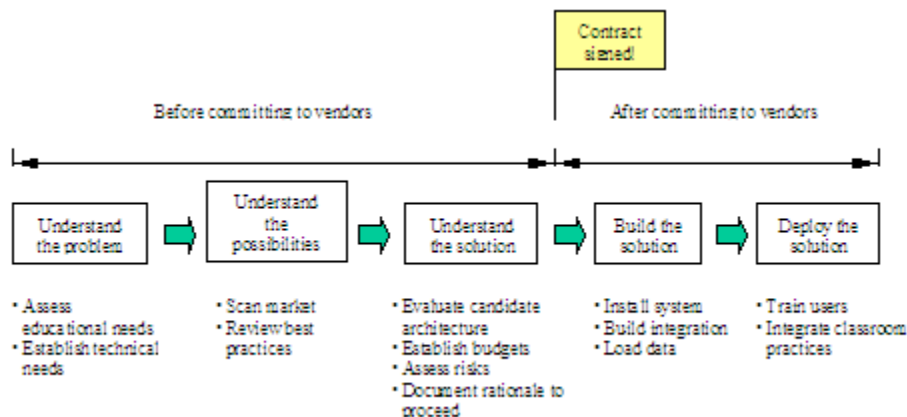 Contract
signed!
Before committing to vendors
After committing to vendors
Understand
the problem
Understand
the
possibilities
Understand
the solution
Build the
solution
Deploy the
solution
• Assess
educational needs
• Establish technical
needs
• Scan market
• Review best
practices
• Evaluate candidate
architecture
• Establish budgets
• Assess risks
• Document rationale to
proceed
• Install system
• Build integration
• Load data
• Train users
• Integrate classroom
practices